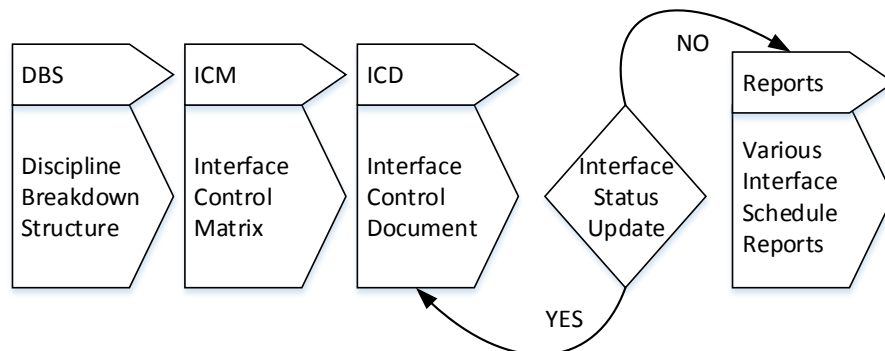 DBS
Discipline
Breakdown
Structure
ICM
Interface
Control
Matrix
ICD
Interface
Control
Document
Interface
Status
Update
NO
YES
Reports
Various
Interface
Schedule
Reports